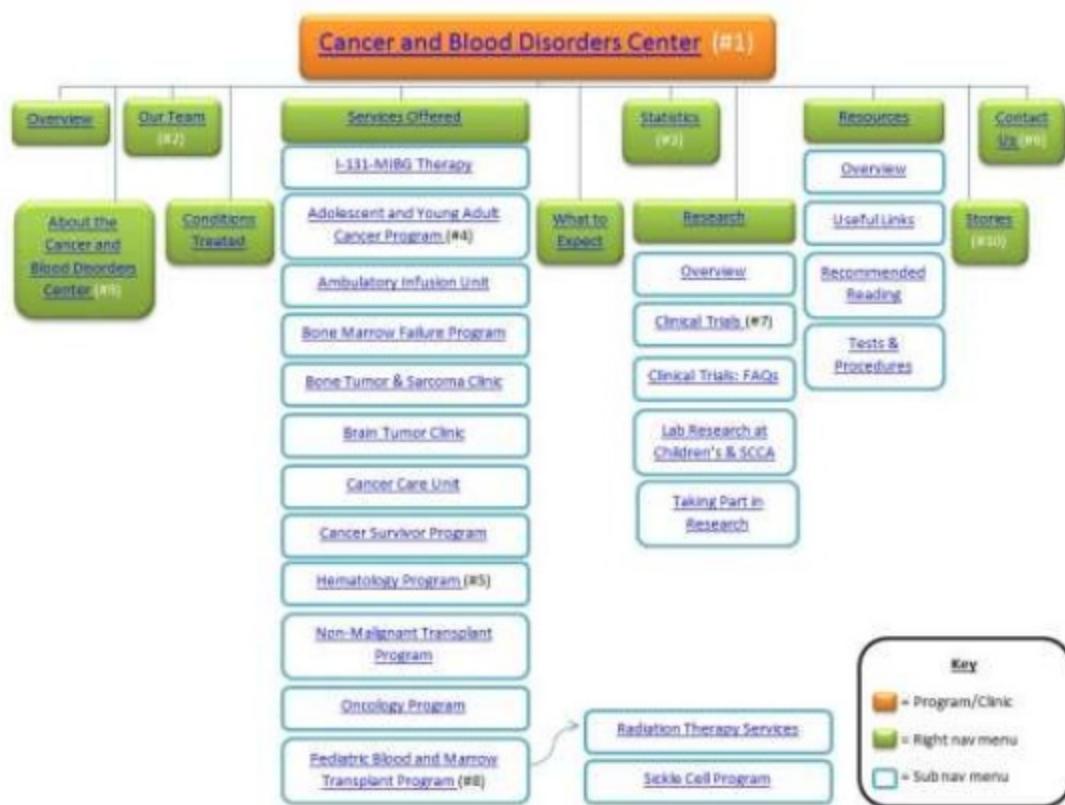 Cancer and Blood Disorders Center (#1)
Overview
Our Team
(#2)
Services Offered
Statistics
(#3)
Resources
Contact
Us (#6)
About the
Cancer and
Blood Disorders
Center
Conditions
Treated
What to
Expect
Research
Stories
(#10)
I-131-MIBG Therapy
Adolescent and Young Adult
Cancer Program (#4)
Ambulatory Infusion Unit
Bone Marrow Failure Program
Bone Tumor & Sarcoma Clinic
Brain Tumor Clinic
Cancer Care Unit
Cancer Survivor Program
Hematology Program (#5)
Non-Malignant Transplant
Program
Oncology Program
Pediatric Blood and Marrow
Transplant Program (#8)
Radiation Therapy Services
Sickle Cell Program
Overview
Clinical Trials (#7)
Clinical Trials: FAQs
Lab Research at
Children's & SCCA
Taking Part in
Research
Overview
Useful Links
Recommended
Reading
Tests &
Procedures
Key
= Program/Clinic
= Right nav menu
= Sub nav menu